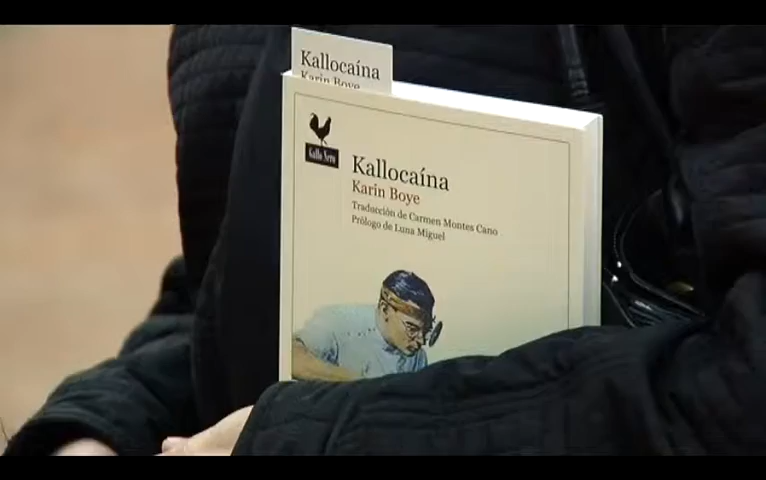 Kallocaína
Karin Boye
Gallo Nero
Kallocaína
Karin Boye
Traducción de Carmen Montes Cano
Prólogo de Luna Miguel